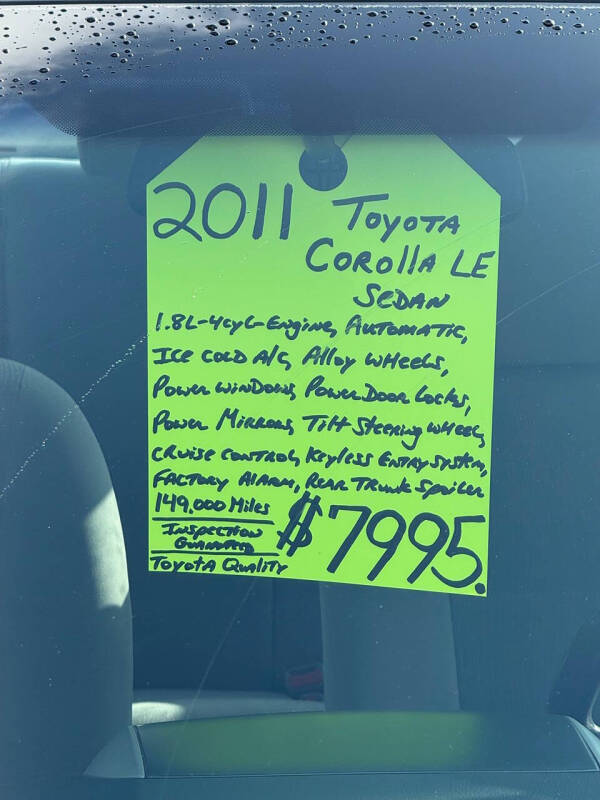 2011 Toyota
Corolla LE
Sedan
1.8L-4cyl-Engine, Automatic,
Ice cold A/C, Alloy Wheels,
Power Windows, Power Door Locks,
Power Mirrors, Tilt Steering Wheel,
Cruise Control, Keyless Entry System,
Factory Alarm, Rear Trunk Spoiler
149,000 Miles
Inspection
Guaranteed
Toyota Quality
$7995.